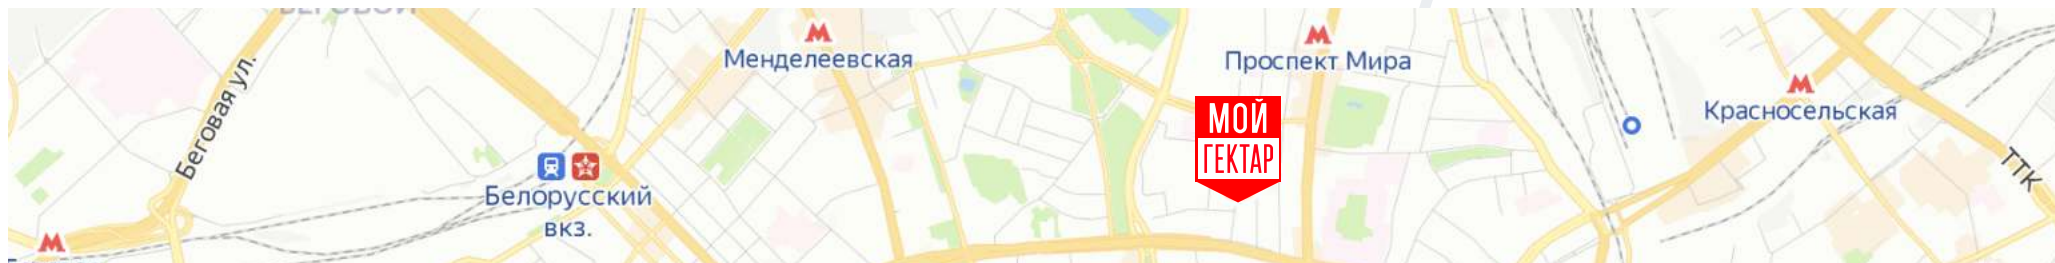 Беговая ул.
Менделеевская
Белорусский
вкз.
МОЙ
ГЕКТАР
Проспект Мира
Красносельская
ТТК